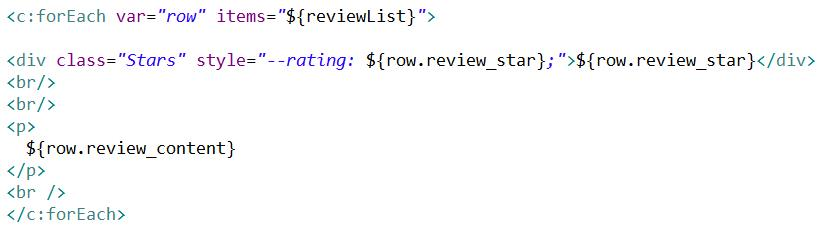 <c:forEach var="row" items="${reviewList}">
<div class="Stars" style="--rating: ${row.review_star};">${row.review_star}</div>
<br/>
<br/>
<p>
${row.review_content}
</p>
<br />
</c:forEach>